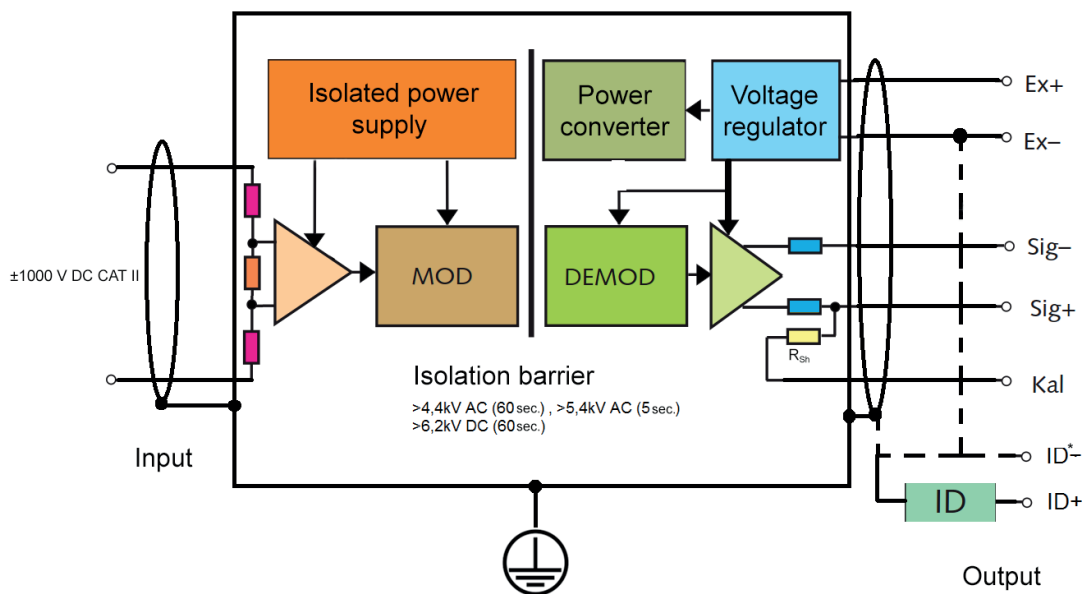 Isolated power
supply
Power
converter
Voltage
regulator
Ex+
Ex–
±1000 V DC CAT II
MOD
DEMOD
Sig–
Sig+
RSh
Kal
Isolation barrier
>4,4kV AC (60sec.) , >5,4kV AC (5sec.)
>6,2kV DC (60sec.)
Input
ID*–
ID
ID+
Output